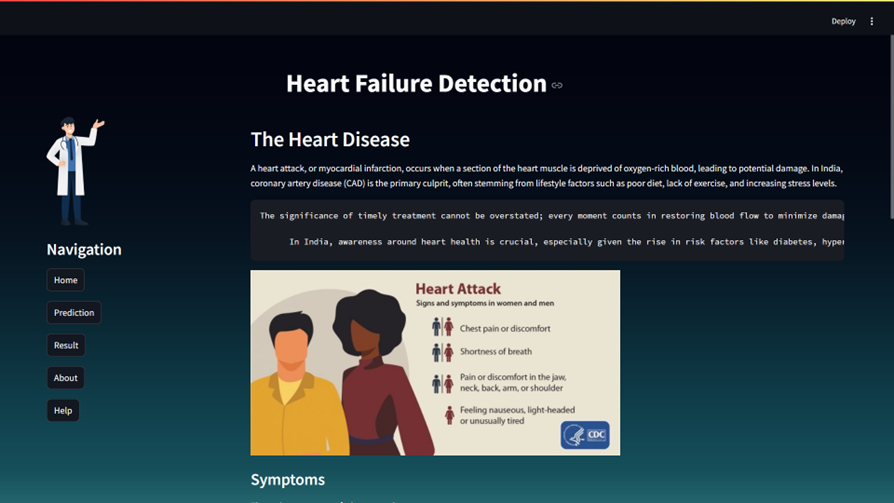 Deploy
Heart Failure Detection
The Heart Disease
A heart attack, or myocardial infarction, occurs when a section of the heart muscle is deprived of oxygen-rich blood, leading to potential damage. In India,
coronary artery disease (CAD) is the primary culprit, often stemming from lifestyle factors such as poor diet, lack of exercise, and increasing stress levels.
The significance of timely treatment cannot be overstated; every moment counts in restoring blood flow to minimize damag
In India, awareness around heart health is crucial, especially given the rise in risk factors like diabetes, hyper
Navigation
Home
Prediction
Result
About
Help
Heart Attack
Signs and symptoms in women and men
Chest pain or discomfort
Shortness of breath
Pain or discomfort in the jaw,
neck, back, arm, or shoulder
Feeling nauseous, light-headed
or unusually tired
CDC
Symptoms